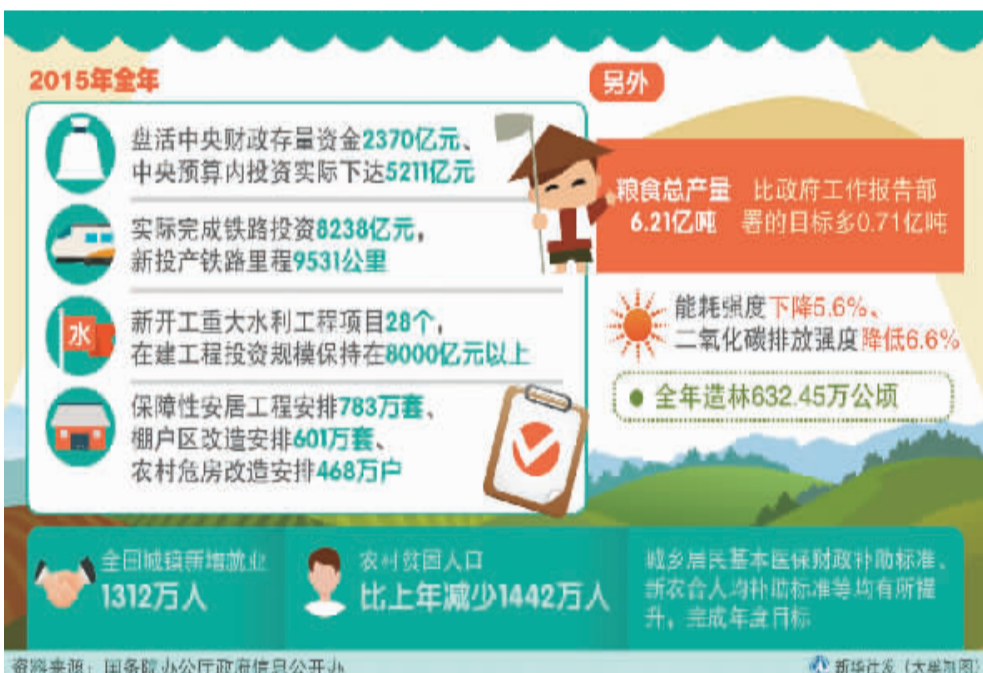 2015年全年
盘活中央财政存量资金2370亿元、
中央预算内投资实际下达5211亿元
实际完成铁路投资8238亿元，
新投产铁路里程9531公里
水
新开工重大水利工程项目28个，
在建工程投资规模保持在8000亿元以上
保障性安居工程安排783万套、
棚户区改造安排601万套、
农村危房改造安排468万户
另外
粮食总产量
6.21亿吨
比政府工作报告部
署的目标多0.71亿吨
能耗强度下降5.6%、
二氧化碳排放强度降低6.6%
全年造林632.45万公顷
全国城镇新增就业
1312万人
农村贫困人口
比上年减少1442万人
城乡居民基本医保财政补助标准、
新农合人均补助标准等均有所提
升，完成年度目标
资料来源：国务院办公厅政府信息公开办
新华社发（大巢制图）